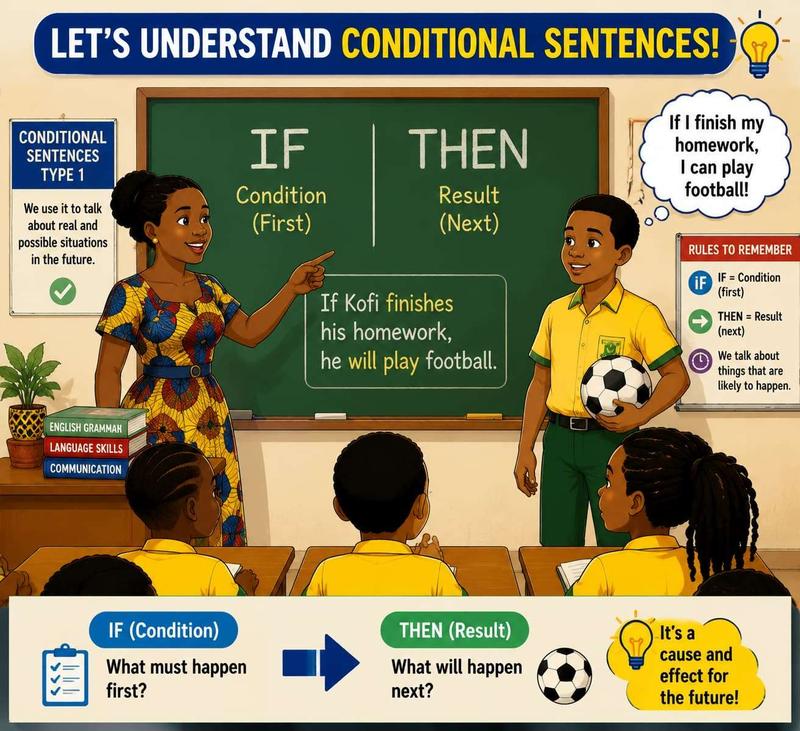 LET'S UNDERSTAND CONDITIONAL SENTENCES!
CONDITIONAL
SENTENCES
TYPE 1
We use it to talk
about real and
possible situations
in the future.
IF
Condition
(First)
THEN
Result
(Next)
If Kofi finishes
his homework,
he will play football.
If I finish my
homework,
I can play
football!
RULES TO REMEMBER
iF
IF = Condition
(first)
THEN = Result
(next)
We talk about
things that are
likely to happen.
ENGLISH GRAMMAR
LANGUAGE SKILLS
COMMUNICATION
IF (Condition)
What must happen
first?
THEN (Result)
What will happen
next?
It's a
cause and
effect for
the future!